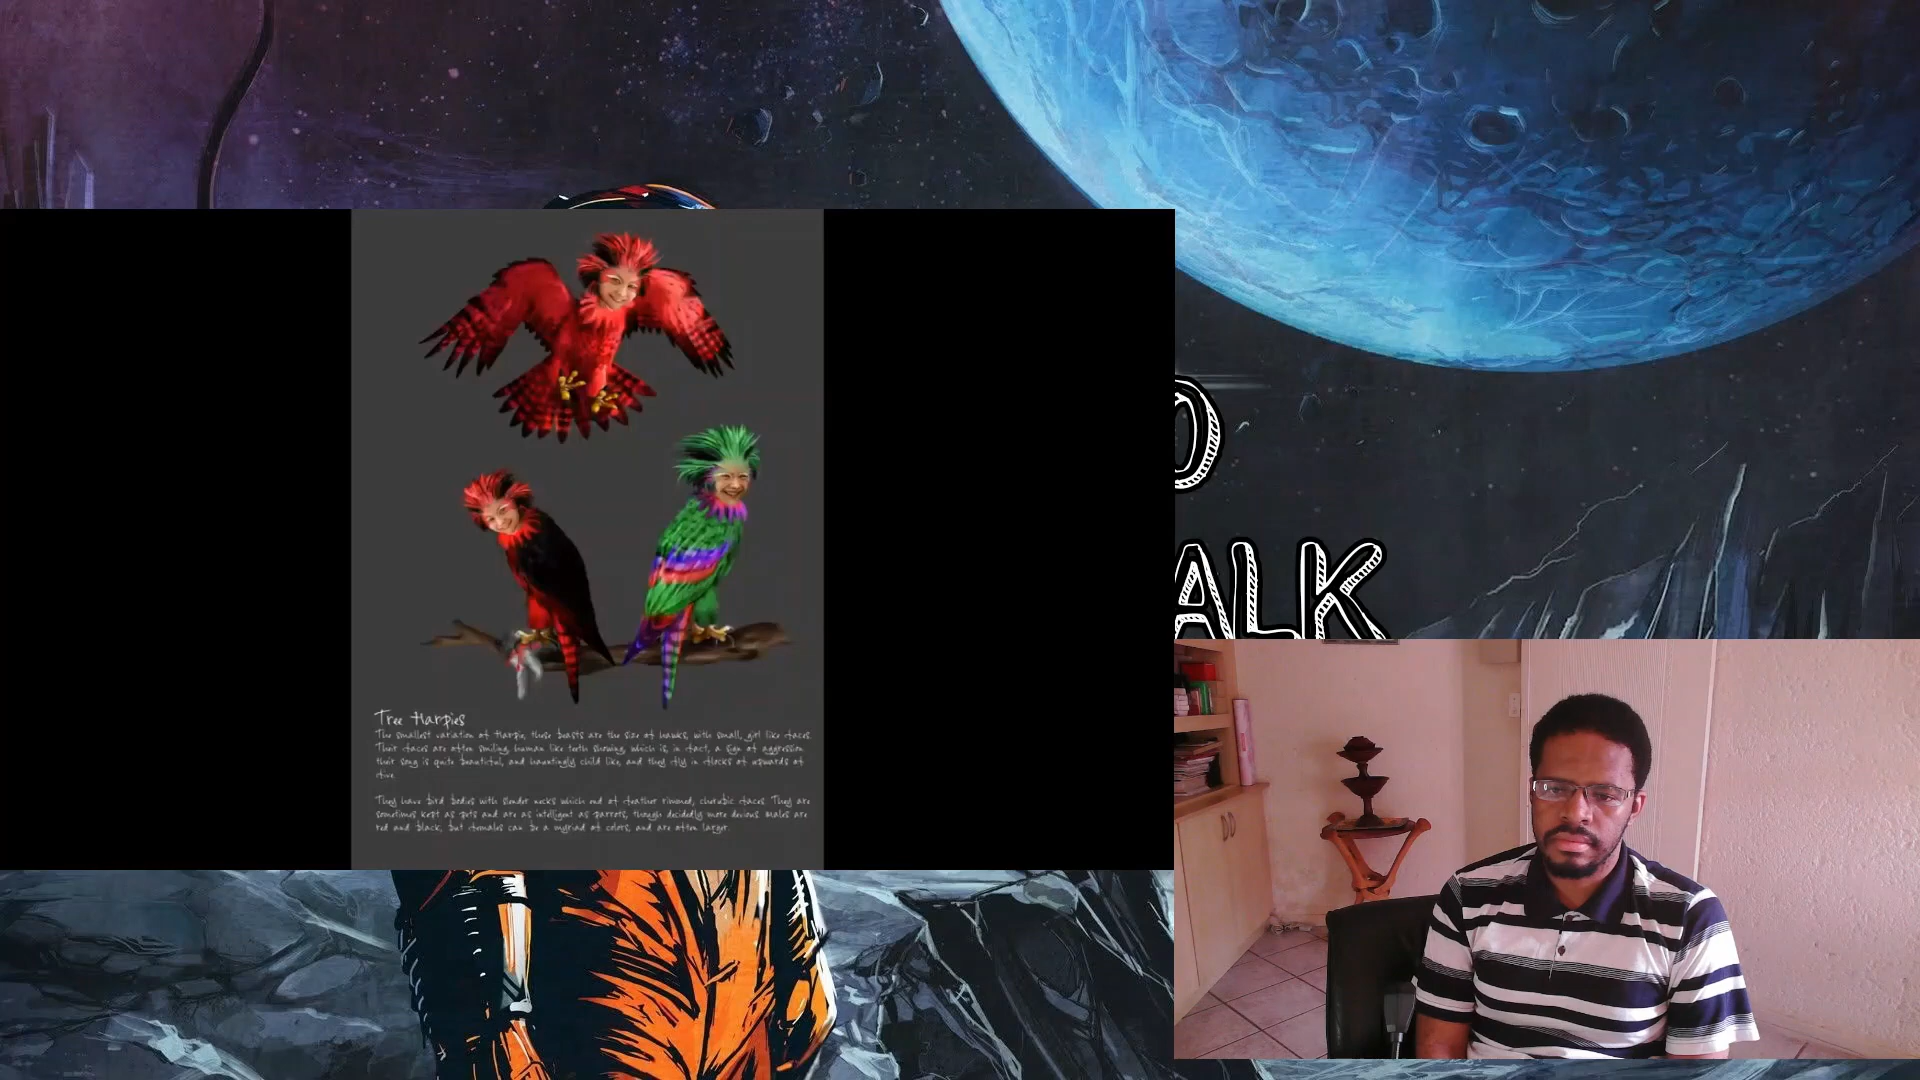 O
ALK
Tree Harpies
The smallest variation of Harpie, these beasts are the size of hawks, with small, girl like faces.
Their faces are often smiling, human like teeth showing, which is, in fact, a sign of aggression.
their song is quite beautiful, and hauntingly child like, and they fly in flocks of upwards of
five.
They have bird bodies with slender necks which end of feather rimmed, cherubic faces. They are
sometimes kept as pets and are as intelligent as parrots, though decidedly more devious. Males are
red and black, but females can be a myriad of colors, and are often larger.